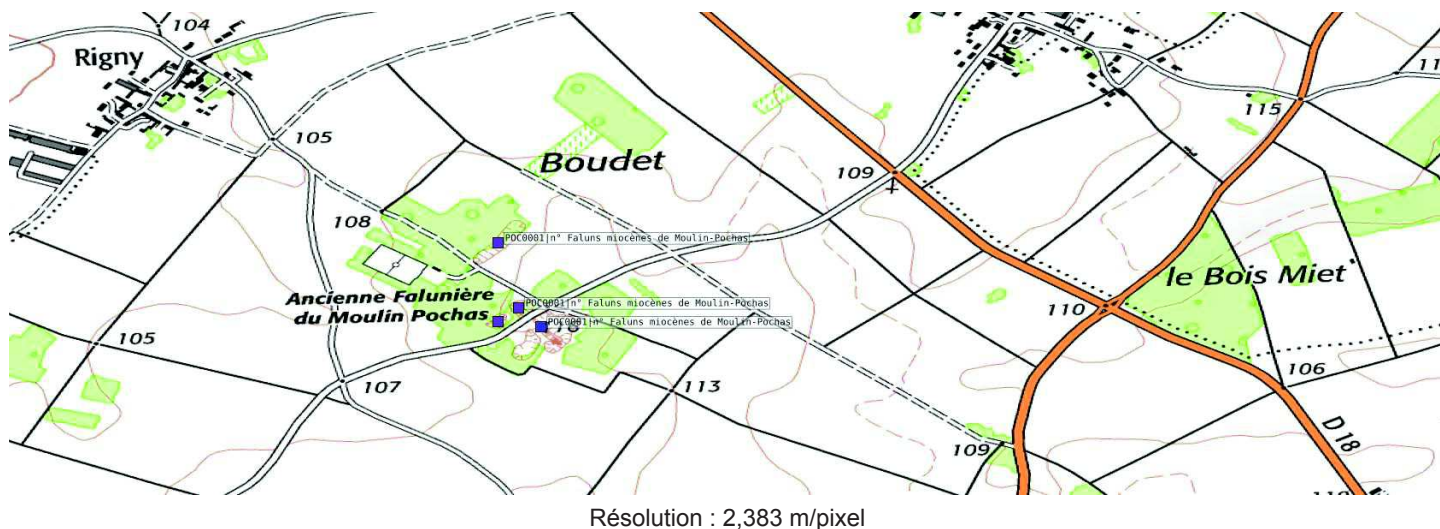 104
Rigny
11
115
105
Boudet
109
108
POC0001|n° Faluns miocènes de Moulin-Pochas
le Bois Miet
Ancienne Falunière
du Moulin Pochas
POC0001|n° Faluns miocènes de Moulin-Pochas
POC0001|n° Faluns miocènes de Moulin-Pochas
110
105
107
113
106
109
D 18
Résolution : 2,383 m/pixel